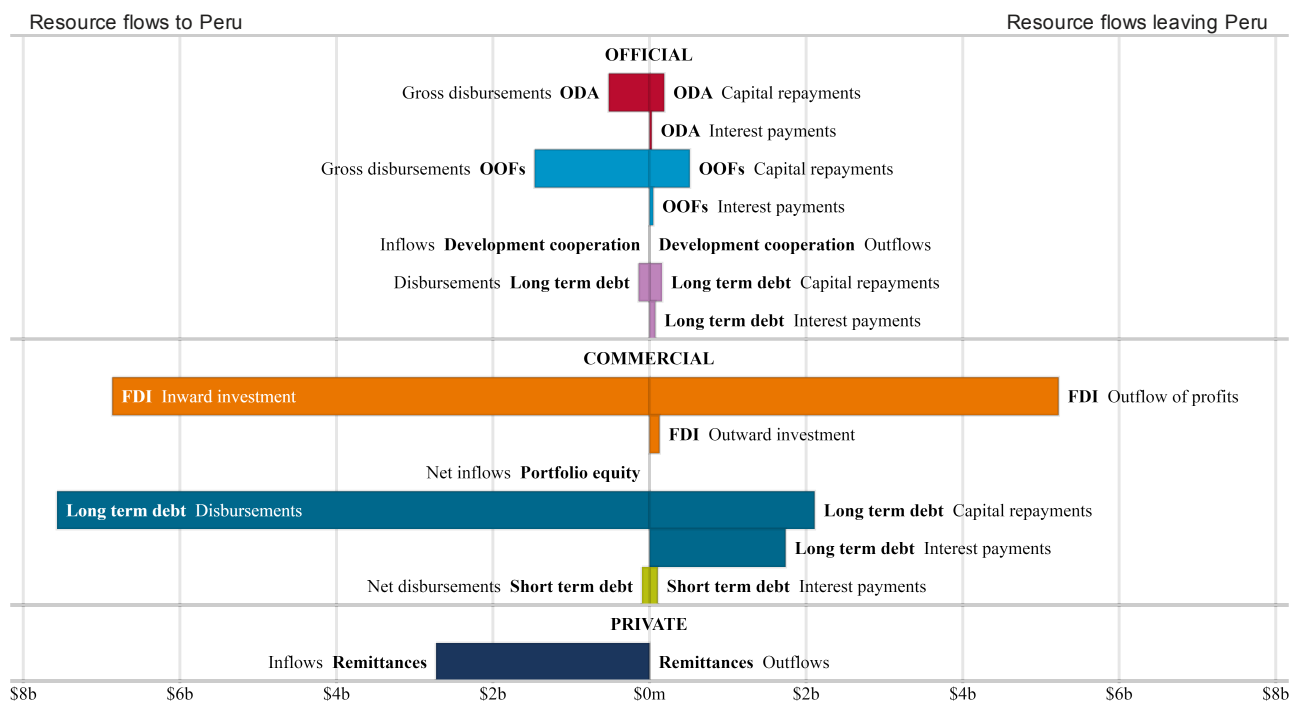 Resource flows to Peru Resource flows leaving Peru
OFFICIAL
Gross disbursements ODA ODA Capital repayments
ODA Interest payments
Gross disbursements OOFs OOFs Capital repayments
OOFs Interest payments
Inflows Development cooperation Development cooperation Outflows
Disbursements Long term debt Long term debt Capital repayments
Long term debt Interest payments
COMMERCIAL
FDI Inward investment FDI Outflow of profits
FDI Outward investment
Net inflows Portfolio equity
Long term debt Disbursements Long term debt Capital repayments
Long term debt Interest payments
Net disbursements Short term debt Short term debt Interest payments
PRIVATE
Inflows Remittances Remittances Outflows
$8b $6b $4b $2b $0m $2b $4b $6b $8b